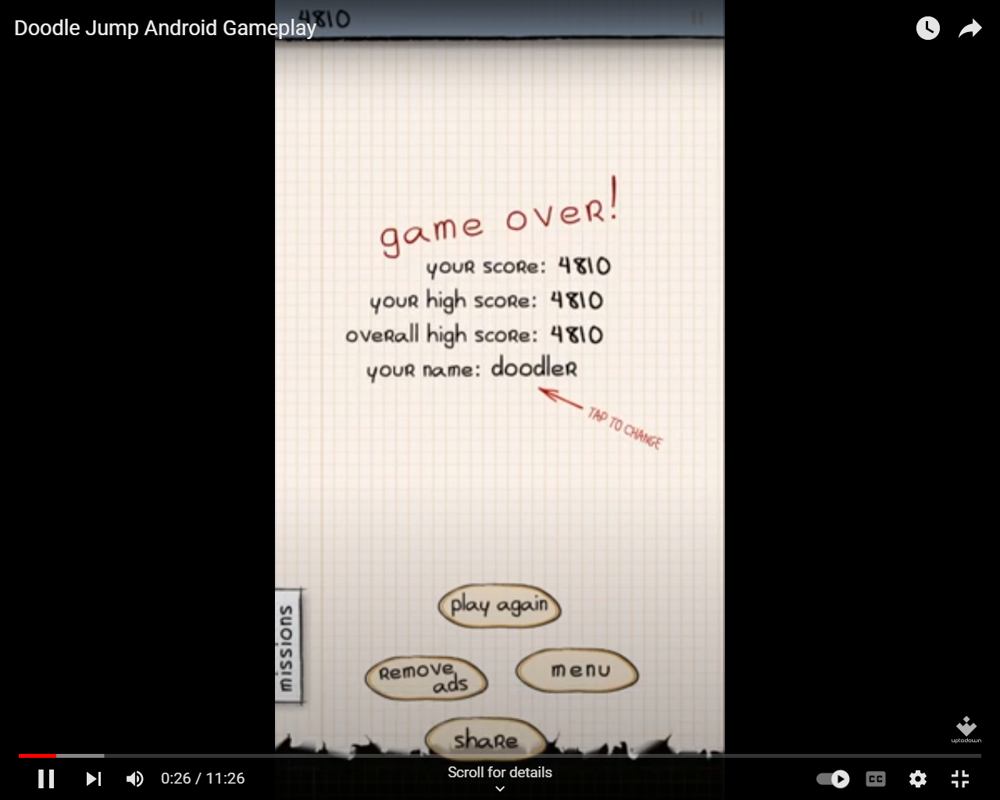 4810
Doodle Jump Android Gameplay
game over!
your score: 4810
your high score: 4810
overall high score: 4810
your name: doodler
TAP TO CHANGE
play again
missions
Remove ads
menu
share
uptodown
0:26 / 11:26
Scroll for details
CC